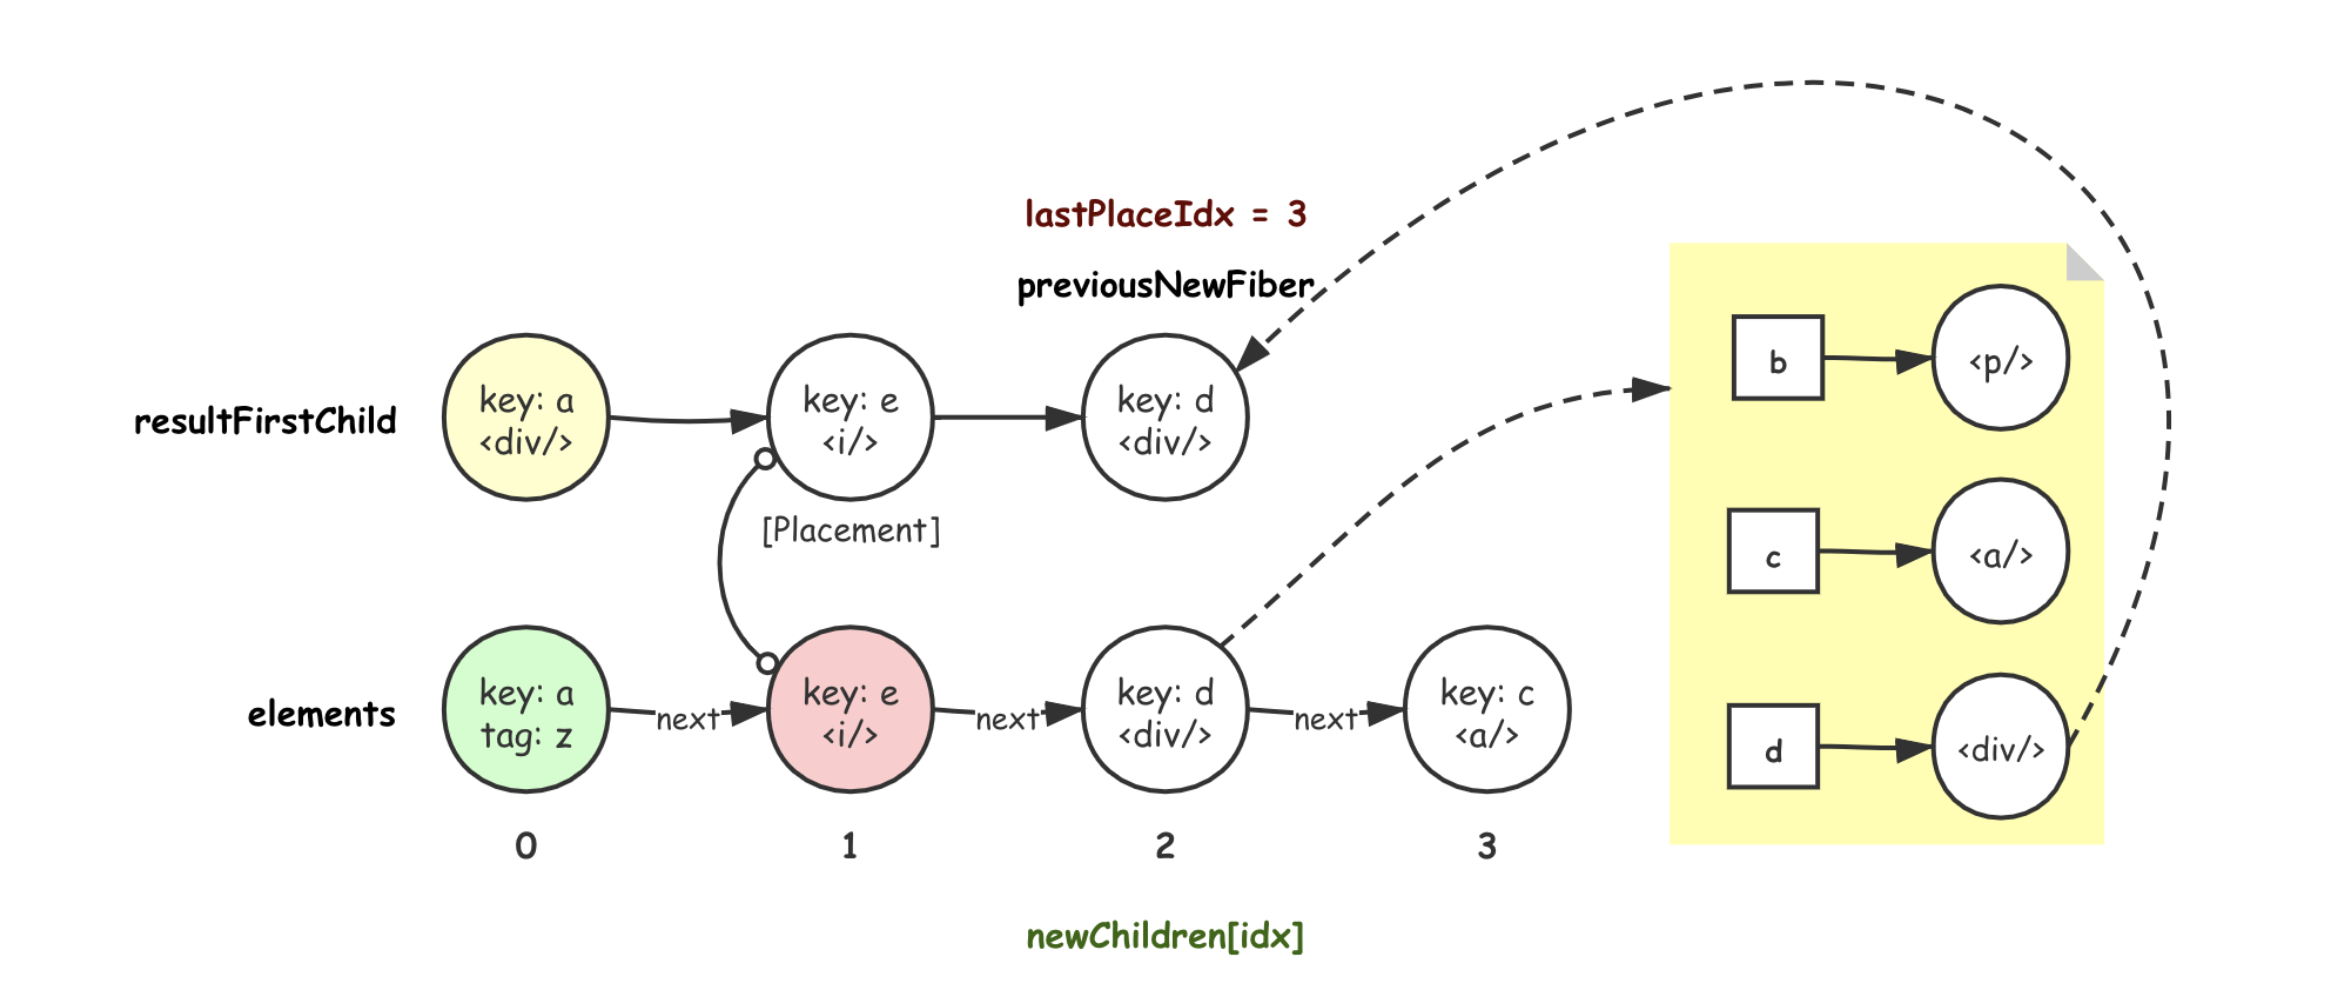 lastPlaceIdx = 3
previousNewFiber
resultFirstChild
key: a
<div/>
key: e
<i/>
key: d
<div/>
[Placement]
b
<p/>
c
<a/>
d
<div/>
elements
key: a
tag: z
next
key: e
<i/>
next
key: d
<div/>
next
key: c
<a/>
0
1
2
3
newChildren[idx]